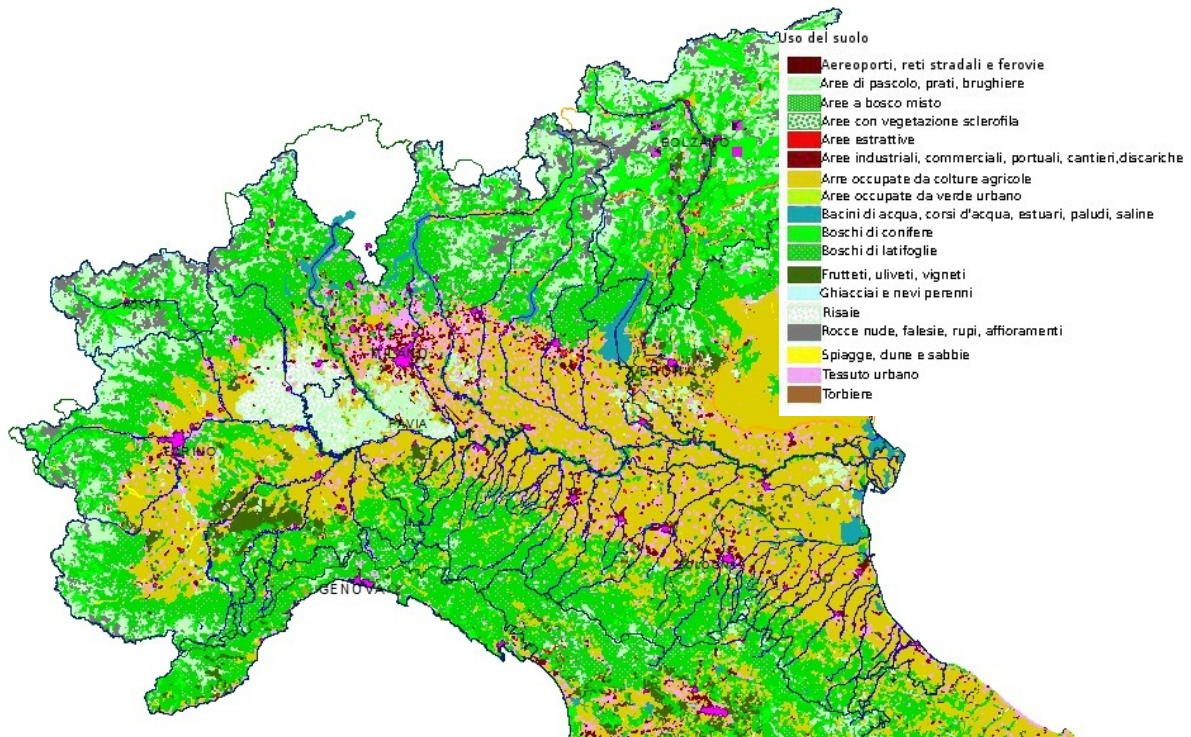 Uso del suolo
Aereoporti, reti stradali e ferovie
Aree di pascolo, prati, brughiere
Aree a bosco misto
Aree con vegetazione sclerofila
Aree estrattive
Aree industriali, commerciali, portuali, cantieri,discariche
Arre occupate da colture agricole
Aree occupate da verde urbano
Bacini di acqua, corsi d'acqua, estuari, paludi, saline
Boschi di conifere
Boschi di latifoglie
Frutteti, uliveti, vigneti
Ghiacciai e nevi perenni
Risaie
Rocce nude, falesie, rupi, affioramenti
Spiagge, dune e sabbie
Tessuto urbano
Torbiere
BOLZANO
AOSTA
MILANO
VERONA
PAVIA
TORINO
BOLOGNA
GENOVA